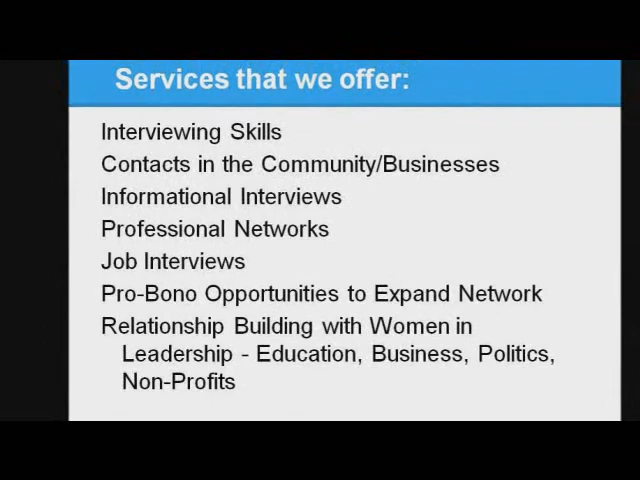 Services that we offer:
Interviewing Skills
Contacts in the Community/Businesses
Informational Interviews
Professional Networks
Job Interviews
Pro-Bono Opportunities to Expand Network
Relationship Building with Women in
Leadership - Education, Business, Politics,
Non-Profits